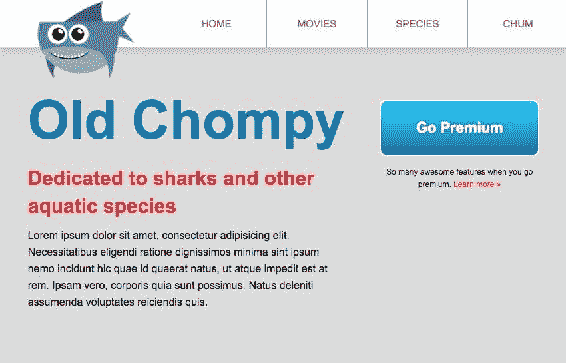 HOME MOVIES SPECIES CHUM
Old Chompy
Go Premium
So many awesome features when you go
premium. Learn more »
Dedicated to sharks and other
aquatic species
Lorem ipsum dolor sit amet, consectetur adipisicing elit.
Necessitatibus eligendi ratione dignissimos minima sint ipsum
nemo incidunt hic quae id quaerat natus, ut atque impedit est at
rem. Ipsam vero, corporis quia sunt possimus. Natus deleniti
assumenda voluptates reiciendis quis.